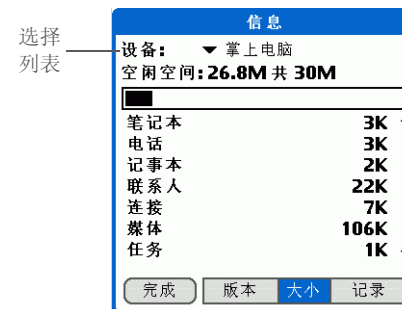 信息
选择
列表
设备: 掌上电脑
空闲空间: 26.8M 共 30M
笔记本 3K
电话 3K
记事本 2K
联系人 22K
连接 7K
媒体 106K
任务 1K
完成 版本 大小 记录